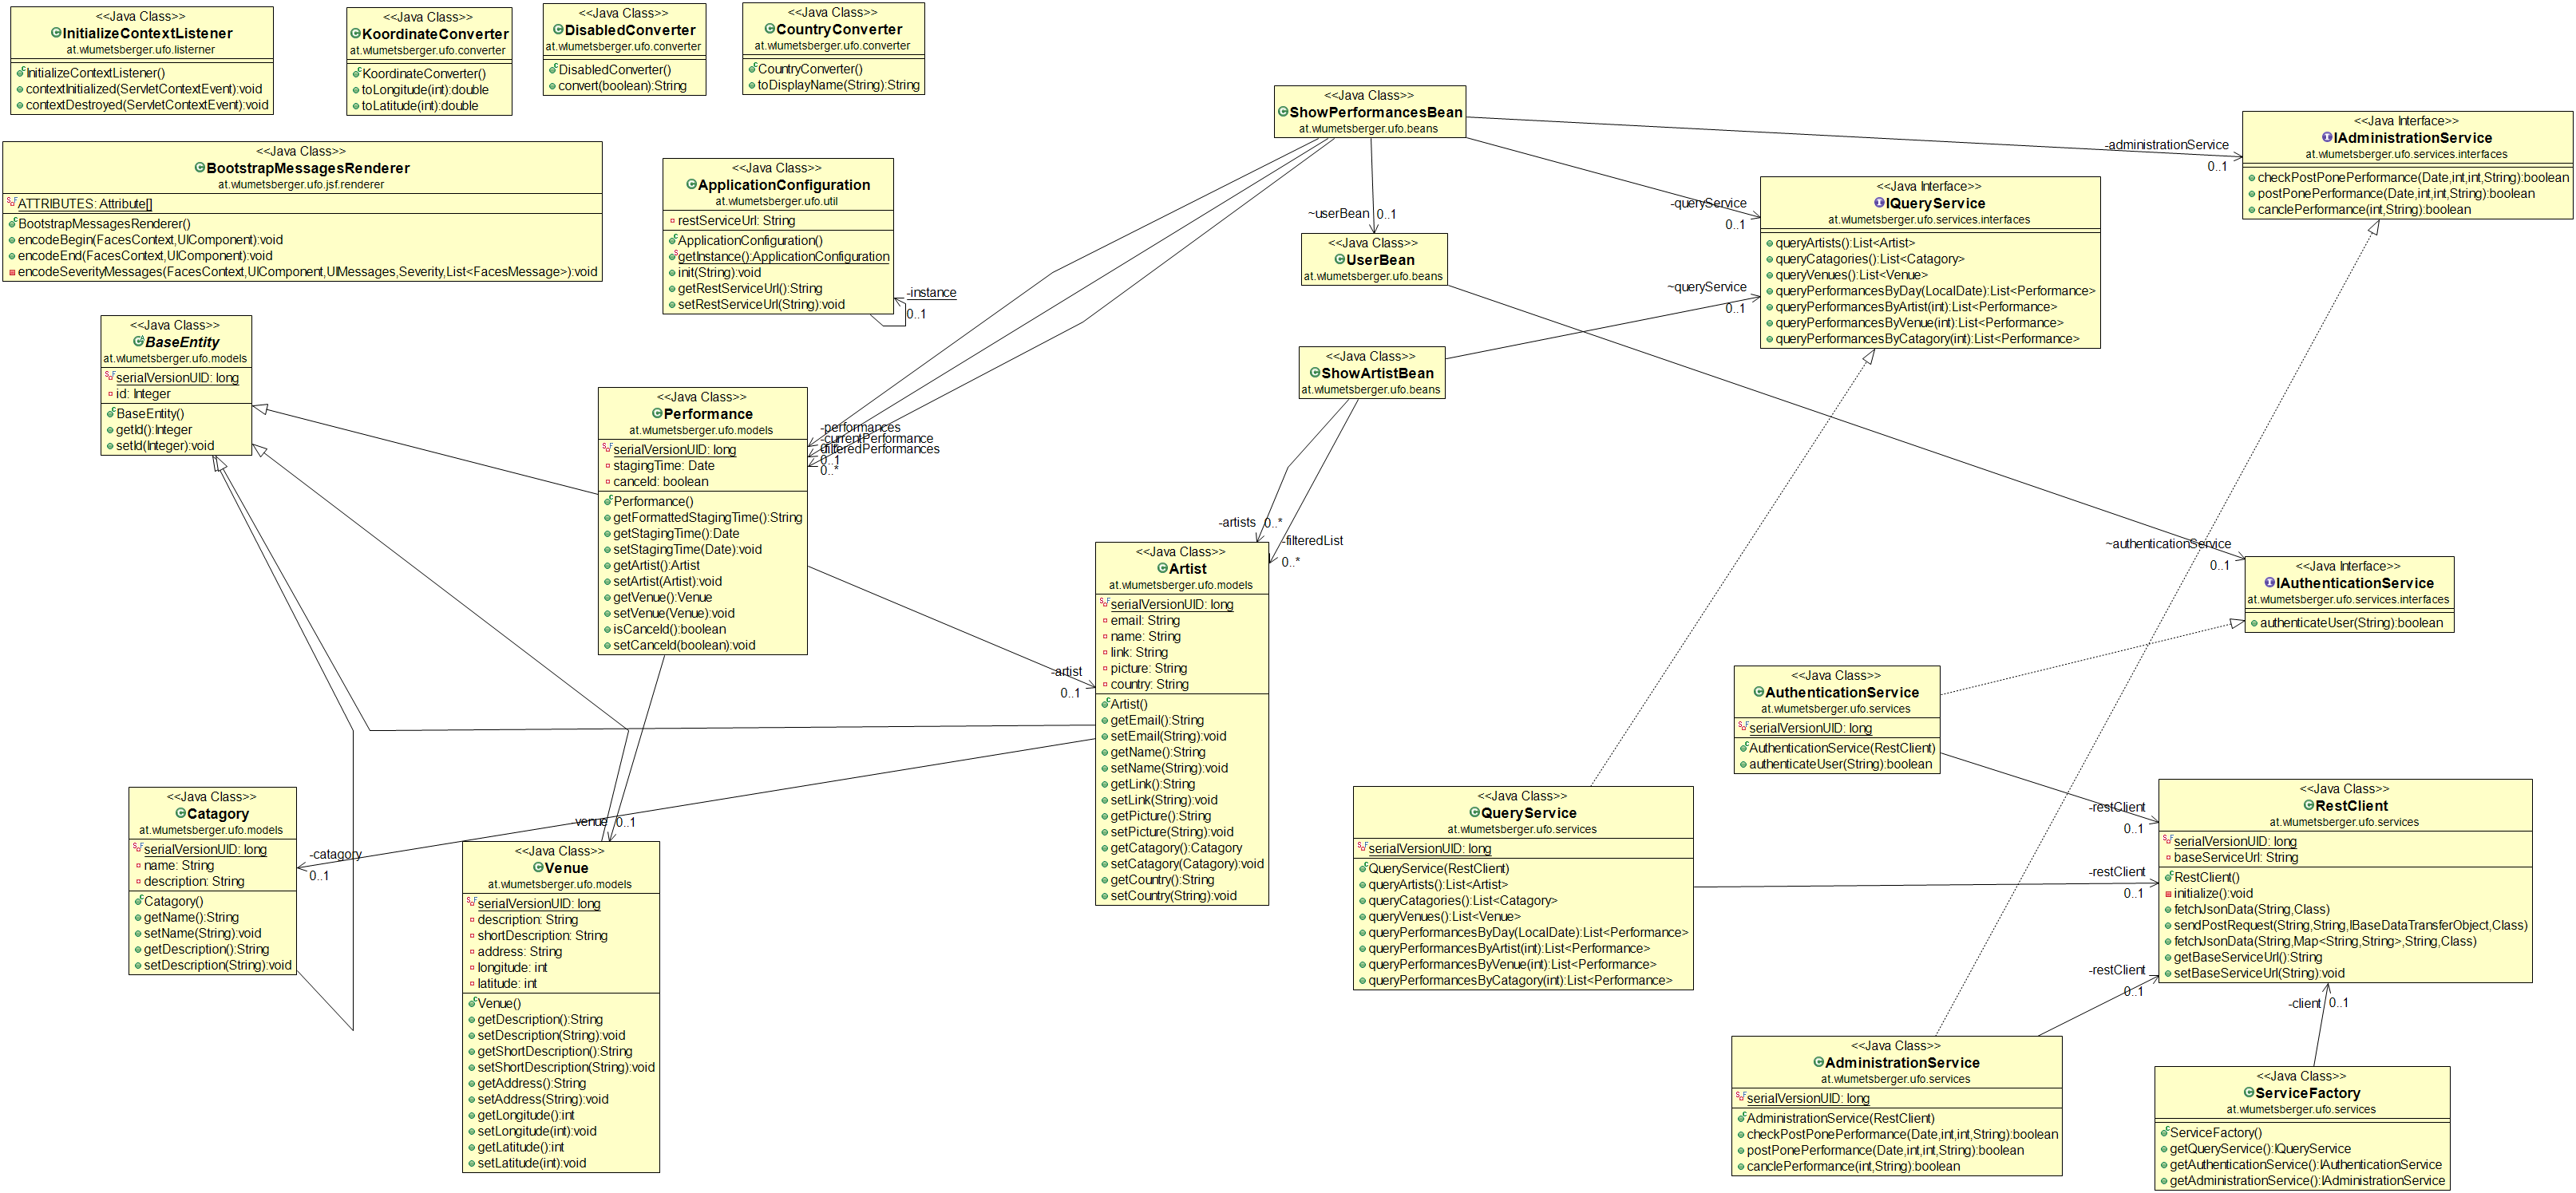 <<Java Class>>
InitializeContextListener
at.wlumetsberger.ufo.listerner
InitializeContextListener()
contextInitialized(ServletContextEvent):void
contextDestroyed(ServletContextEvent):void
<<Java Class>>
KoordinateConverter
at.wlumetsberger.ufo.converter
KoordinateConverter()
toLongitude(int):double
toLatitude(int):double
<<Java Class>>
DisabledConverter
at.wlumetsberger.ufo.converter
DisabledConverter()
convert(boolean):String
<<Java Class>>
CountryConverter
at.wlumetsberger.ufo.converter
CountryConverter()
toDisplayName(String):String
<<Java Class>>
BootstrapMessagesRenderer
at.wlumetsberger.ufo.jsf.renderer
ATTRIBUTES: Attribute[]
BootstrapMessagesRenderer()
encodeBegin(FacesContext,UIComponent):void
encodeEnd(FacesContext,UIComponent):void
encodeSeverityMessages(FacesContext,UIComponent,UIMessages,Severity,List<FacesMessage>):void
<<Java Class>>
ApplicationConfiguration
at.wlumetsberger.ufo.util
restServiceUrl: String
ApplicationConfiguration()
getInstance():ApplicationConfiguration
init(String):void
getRestServiceUrl():String
setRestServiceUrl(String):void
-instance
0..1
<<Java Class>>
ShowPerformancesBean
at.wlumetsberger.ufo.beans
-administrationService
0..1
-queryService
0..1
~userBean
0..1
<<Java Interface>>
IAdministrationService
at.wlumetsberger.ufo.services.interfaces
checkPostPonePerformance(Date,int,int,String):boolean
postPonePerformance(Date,int,int,String):boolean
canclePerformance(int,String):boolean
<<Java Interface>>
IQueryService
at.wlumetsberger.ufo.services.interfaces
queryArtists():List<Artist>
queryCatagories():List<Catagory>
queryVenues():List<Venue>
queryPerformancesByDay(LocalDate):List<Performance>
queryPerformancesByArtist(int):List<Performance>
queryPerformancesByVenue(int):List<Performance>
queryPerformancesByCatagory(int):List<Performance>
<<Java Class>>
UserBean
at.wlumetsberger.ufo.beans
~queryService
0..1
<<Java Class>>
ShowArtistBean
at.wlumetsberger.ufo.beans
<<Java Class>>
BaseEntity
at.wlumetsberger.ufo.models
serialVersionUID: long
id: Integer
BaseEntity()
getId():Integer
setId(Integer):void
<<Java Class>>
Performance
at.wlumetsberger.ufo.models
serialVersionUID: long
stagingTime: Date
canceld: boolean
Performance()
getFormattedStagingTime():String
getStagingTime():Date
setStagingTime(Date):void
getArtist():Artist
setArtist(Artist):void
getVenue():Venue
setVenue(Venue):void
isCanceld():boolean
setCanceld(boolean):void
-performances
-currentPerformance
-filteredPerformances
0..1
0..*
-artists
0..*
-filteredList
0..*
-artist
0..1
<<Java Class>>
Artist
at.wlumetsberger.ufo.models
serialVersionUID: long
email: String
name: String
link: String
picture: String
country: String
Artist()
getEmail():String
setEmail(String):void
getName():String
setName(String):void
getLink():String
setLink(String):void
getPicture():String
setPicture(String):void
getCatagory():Catagory
setCatagory(Catagory):void
getCountry():String
setCountry(String):void
~authenticationService
0..1
<<Java Interface>>
IAuthenticationService
at.wlumetsberger.ufo.services.interfaces
authenticateUser(String):boolean
<<Java Class>>
AuthenticationService
at.wlumetsberger.ufo.services
serialVersionUID: long
AuthenticationService(RestClient)
authenticateUser(String):boolean
<<Java Class>>
Catagory
at.wlumetsberger.ufo.models
serialVersionUID: long
name: String
description: String
Catagory()
getName():String
setName(String):void
getDescription():String
setDescription(String):void
-catagory
0..1
-venue
0..1
<<Java Class>>
Venue
at.wlumetsberger.ufo.models
serialVersionUID: long
description: String
shortDescription: String
address: String
longitude: int
latitude: int
Venue()
getDescription():String
setDescription(String):void
getShortDescription():String
setShortDescription(String):void
getAddress():String
setAddress(String):void
getLongitude():int
setLongitude(int):void
getLatitude():int
setLatitude(int):void
<<Java Class>>
QueryService
at.wlumetsberger.ufo.services
serialVersionUID: long
QueryService(RestClient)
queryArtists():List<Artist>
queryCatagories():List<Catagory>
queryVenues():List<Venue>
queryPerformancesByDay(LocalDate):List<Performance>
queryPerformancesByArtist(int):List<Performance>
queryPerformancesByVenue(int):List<Performance>
queryPerformancesByCatagory(int):List<Performance>
-restClient
0..1
-restClient
0..1
-restClient
0..1
<<Java Class>>
RestClient
at.wlumetsberger.ufo.services
serialVersionUID: long
baseServiceUrl: String
RestClient()
initialize():void
fetchJsonData(String,Class)
sendPostRequest(String,String,IBaseDataTransferObject,Class)
fetchJsonData(String,Map<String,String>,String,Class)
getBaseServiceUrl():String
setBaseServiceUrl(String):void
-client
0..1
<<Java Class>>
AdministrationService
at.wlumetsberger.ufo.services
serialVersionUID: long
AdministrationService(RestClient)
checkPostPonePerformance(Date,int,int,String):boolean
postPonePerformance(Date,int,int,String):boolean
canclePerformance(int,String):boolean
<<Java Class>>
ServiceFactory
at.wlumetsberger.ufo.services
ServiceFactory()
getQueryService():IQueryService
getAuthenticationService():IAuthenticationService
getAdministrationService():IAdministrationService